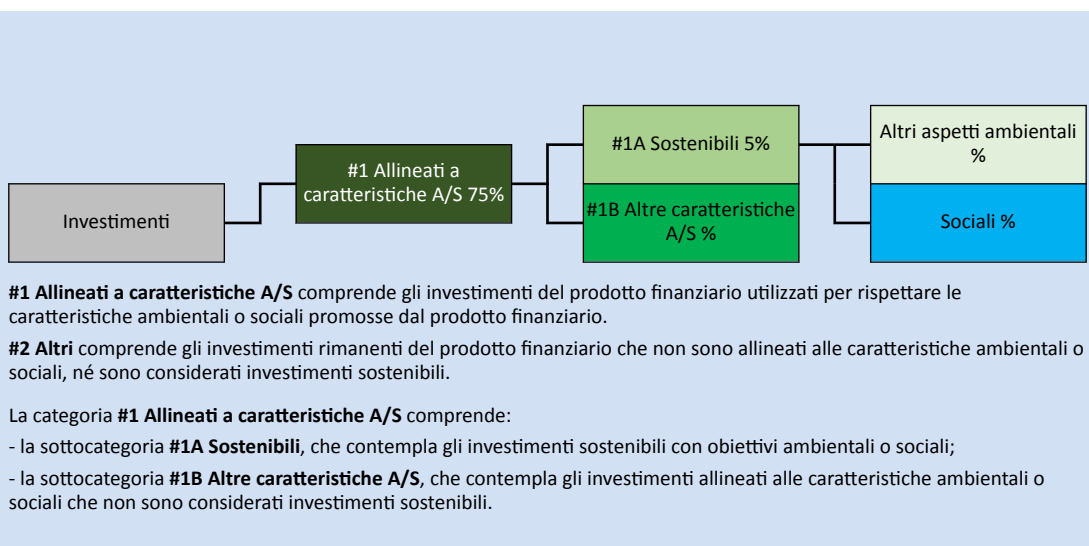 Investimenti
#1 Allineati a
caratteristiche A/S 75%
#1A Sostenibili 5%
#1B Altre caratteristiche
A/S %
Altri aspetti ambientali
%
Sociali %
#1 Allineati a caratteristiche A/S comprende gli investimenti del prodotto finanziario utilizzati per rispettare le
caratteristiche ambientali o sociali promosse dal prodotto finanziario.
#2 Altri comprende gli investimenti rimanenti del prodotto finanziario che non sono allineati alle caratteristiche ambientali o
sociali, né sono considerati investimenti sostenibili.
La categoria #1 Allineati a caratteristiche A/S comprende:
- la sottocategoria #1A Sostenibili, che contempla gli investimenti sostenibili con obiettivi ambientali o sociali;
- la sottocategoria #1B Altre caratteristiche A/S, che contempla gli investimenti allineati alle caratteristiche ambientali o
sociali che non sono considerati investimenti sostenibili.